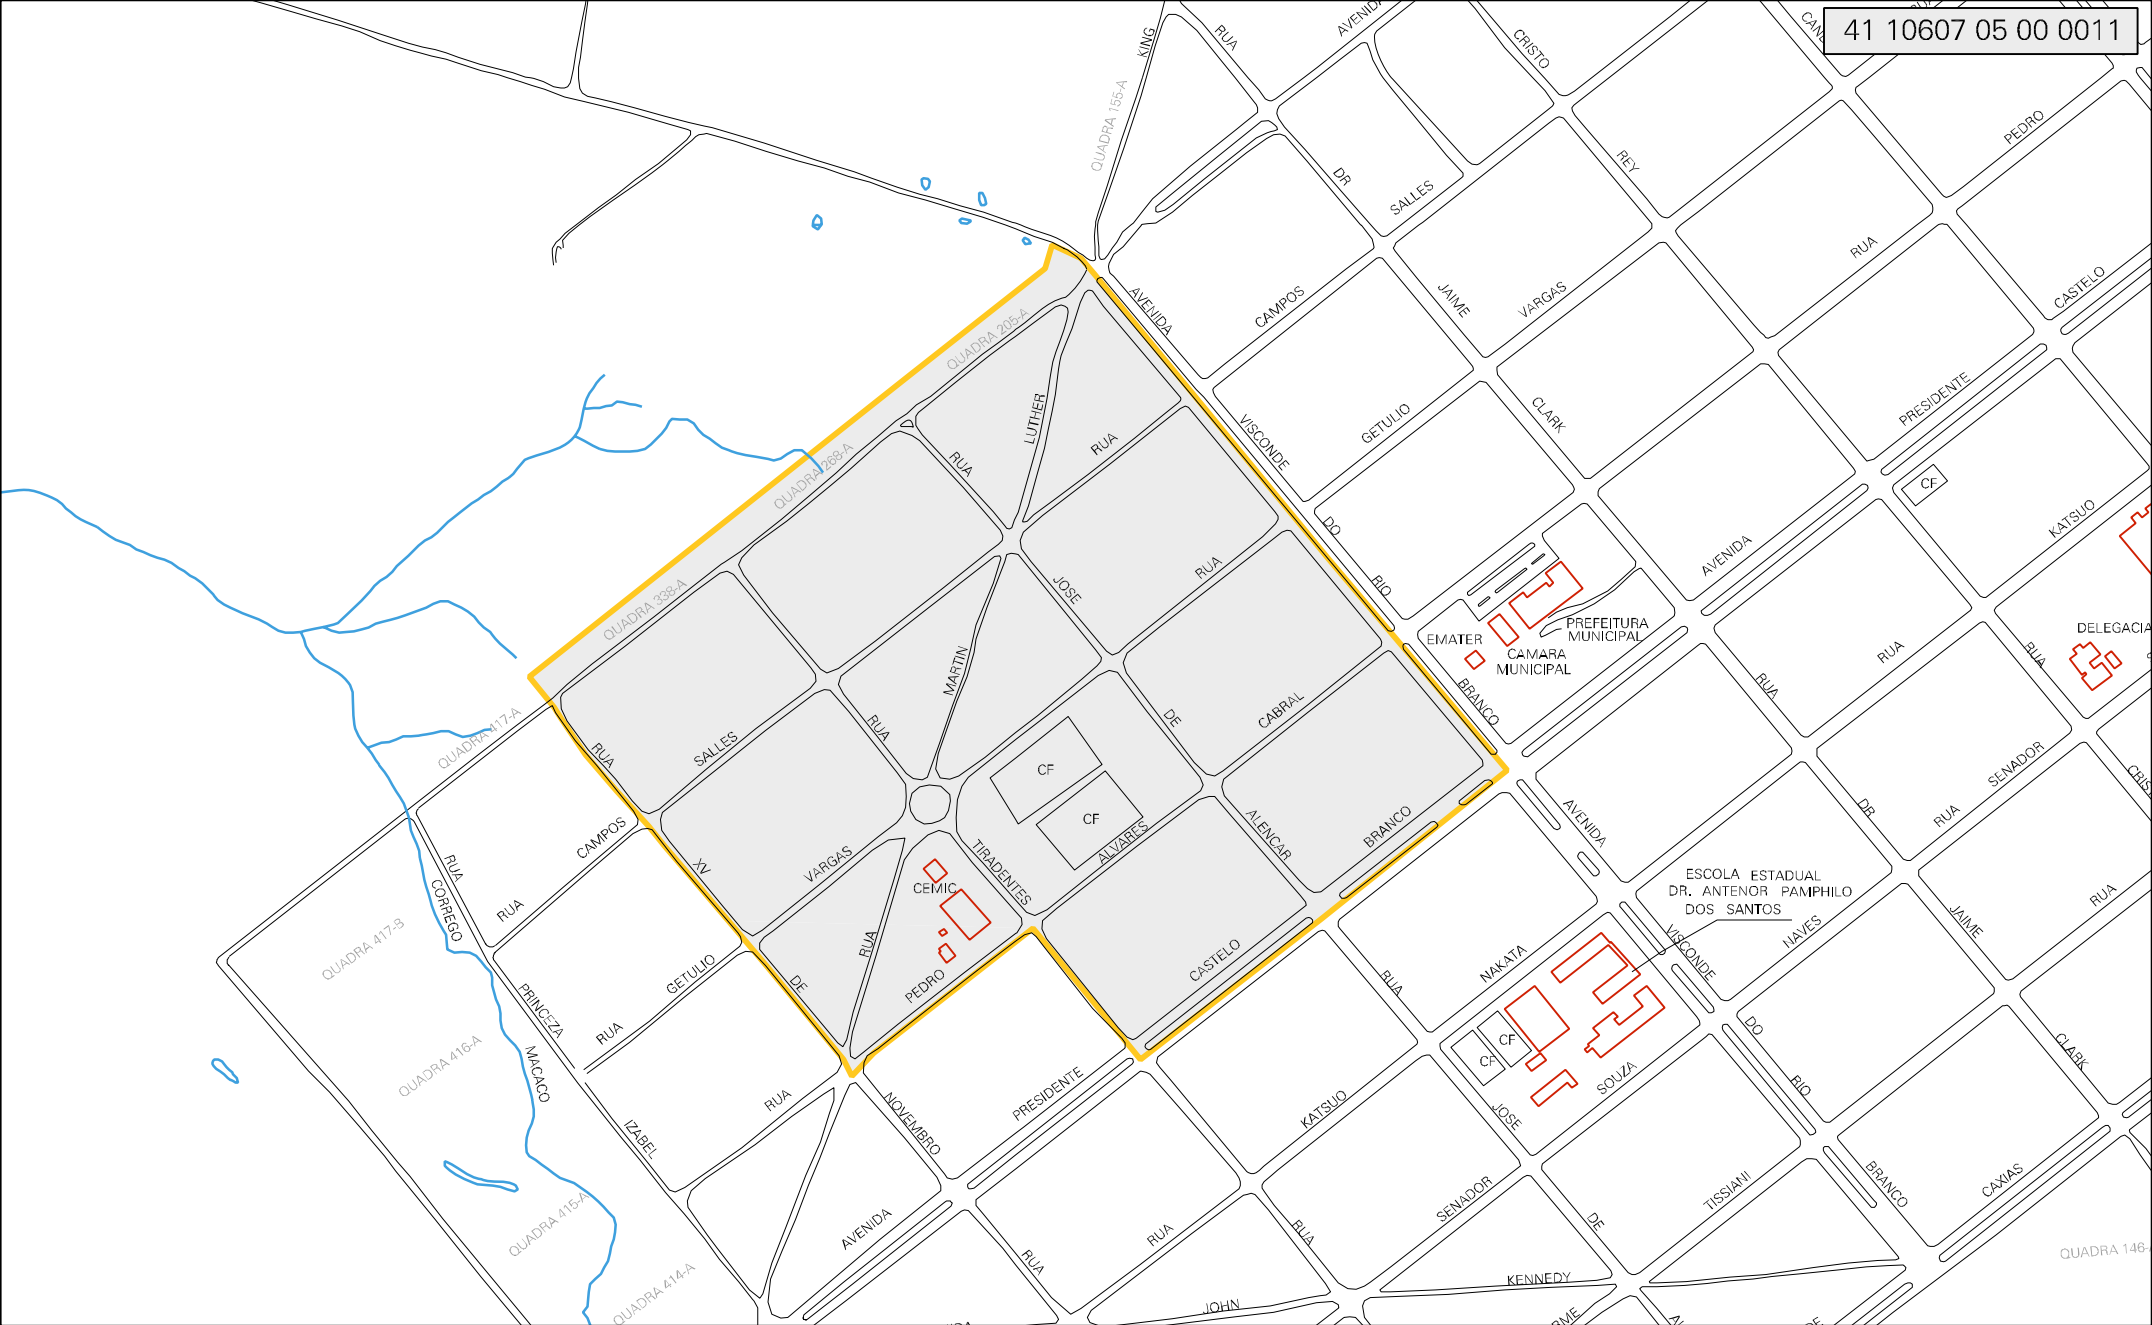 41 10607 05 00 0011
KING
RUA
AVENIDA
CRISTO
QUADRA 155-A
PEDRO
REY
DR
SALLES
RUA
CASTELO
AVENIDA
CAMPOS
JAIME
VARGAS
QUADRA 205-A
LUTHER
RUA
RUA
VISCONDE
GETULIO
CLARK
PRESIDENTE
QUADRA 268-A
CF
KATSUO
DO
RIO
AVENIDA
JOSE
RUA
QUADRA 338-A
PREFEITURA
MUNICIPAL
EMATER
CAMARA
MUNICIPAL
DELEGACIA
RUA
RUA
RUA
MARTIN
BRANCO
DE
CABRAL
QUADRA 417-A
RUA
SALLES
RUA
CF
CF
SENADOR
DR
RUA
AVENIDA
BRANCO
ALENCAR
ALVARES
TIRADENTES
VARGAS
CAMPOS
XV
RUA
CORREGO
RUA
CEMIC
ESCOLA ESTADUAL
DR. ANTENOR PAMPHILO
DOS SANTOS
RUA
JAIME
NAVES
VISCONDE
NAKATA
RUA
CASTELO
PEDRO
RUA
DE
GETULIO
QUADRA 417-B
PRINCEZA
RUA
QUADRA 416-A
MACACO
CF
CF
DO
RIO
CLARK
SOUZA
JOSE
KATSUO
PRESIDENTE
NOVEMBRO
RUA
IZABEL
BRANCO
CAXIAS
TISSIANI
DE
SENADOR
RUA
RUA
RUA
AVENIDA
QUADRA 415-A
QUADRA 414-A
KENNEDY
JOHN
QUADRA 146-